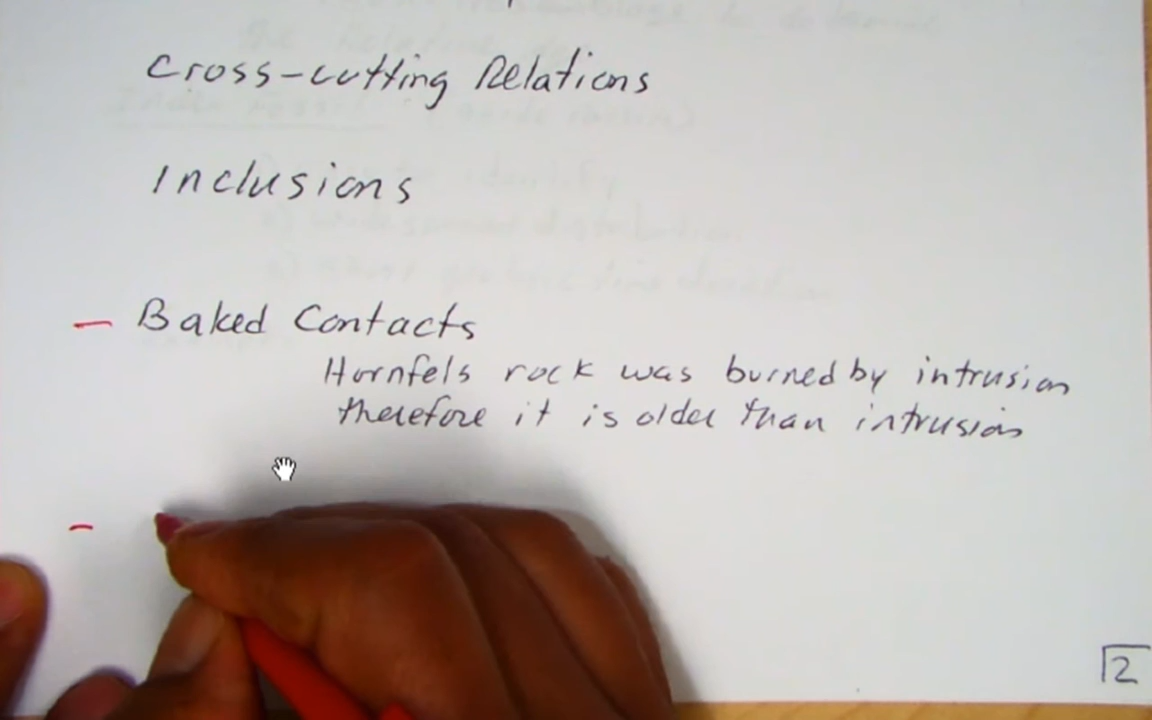 Cross-cutting Relations
Inclusions
- Baked Contacts
Hornfels rock was burned by intrusion
therefore it is older than intrusion
-
2